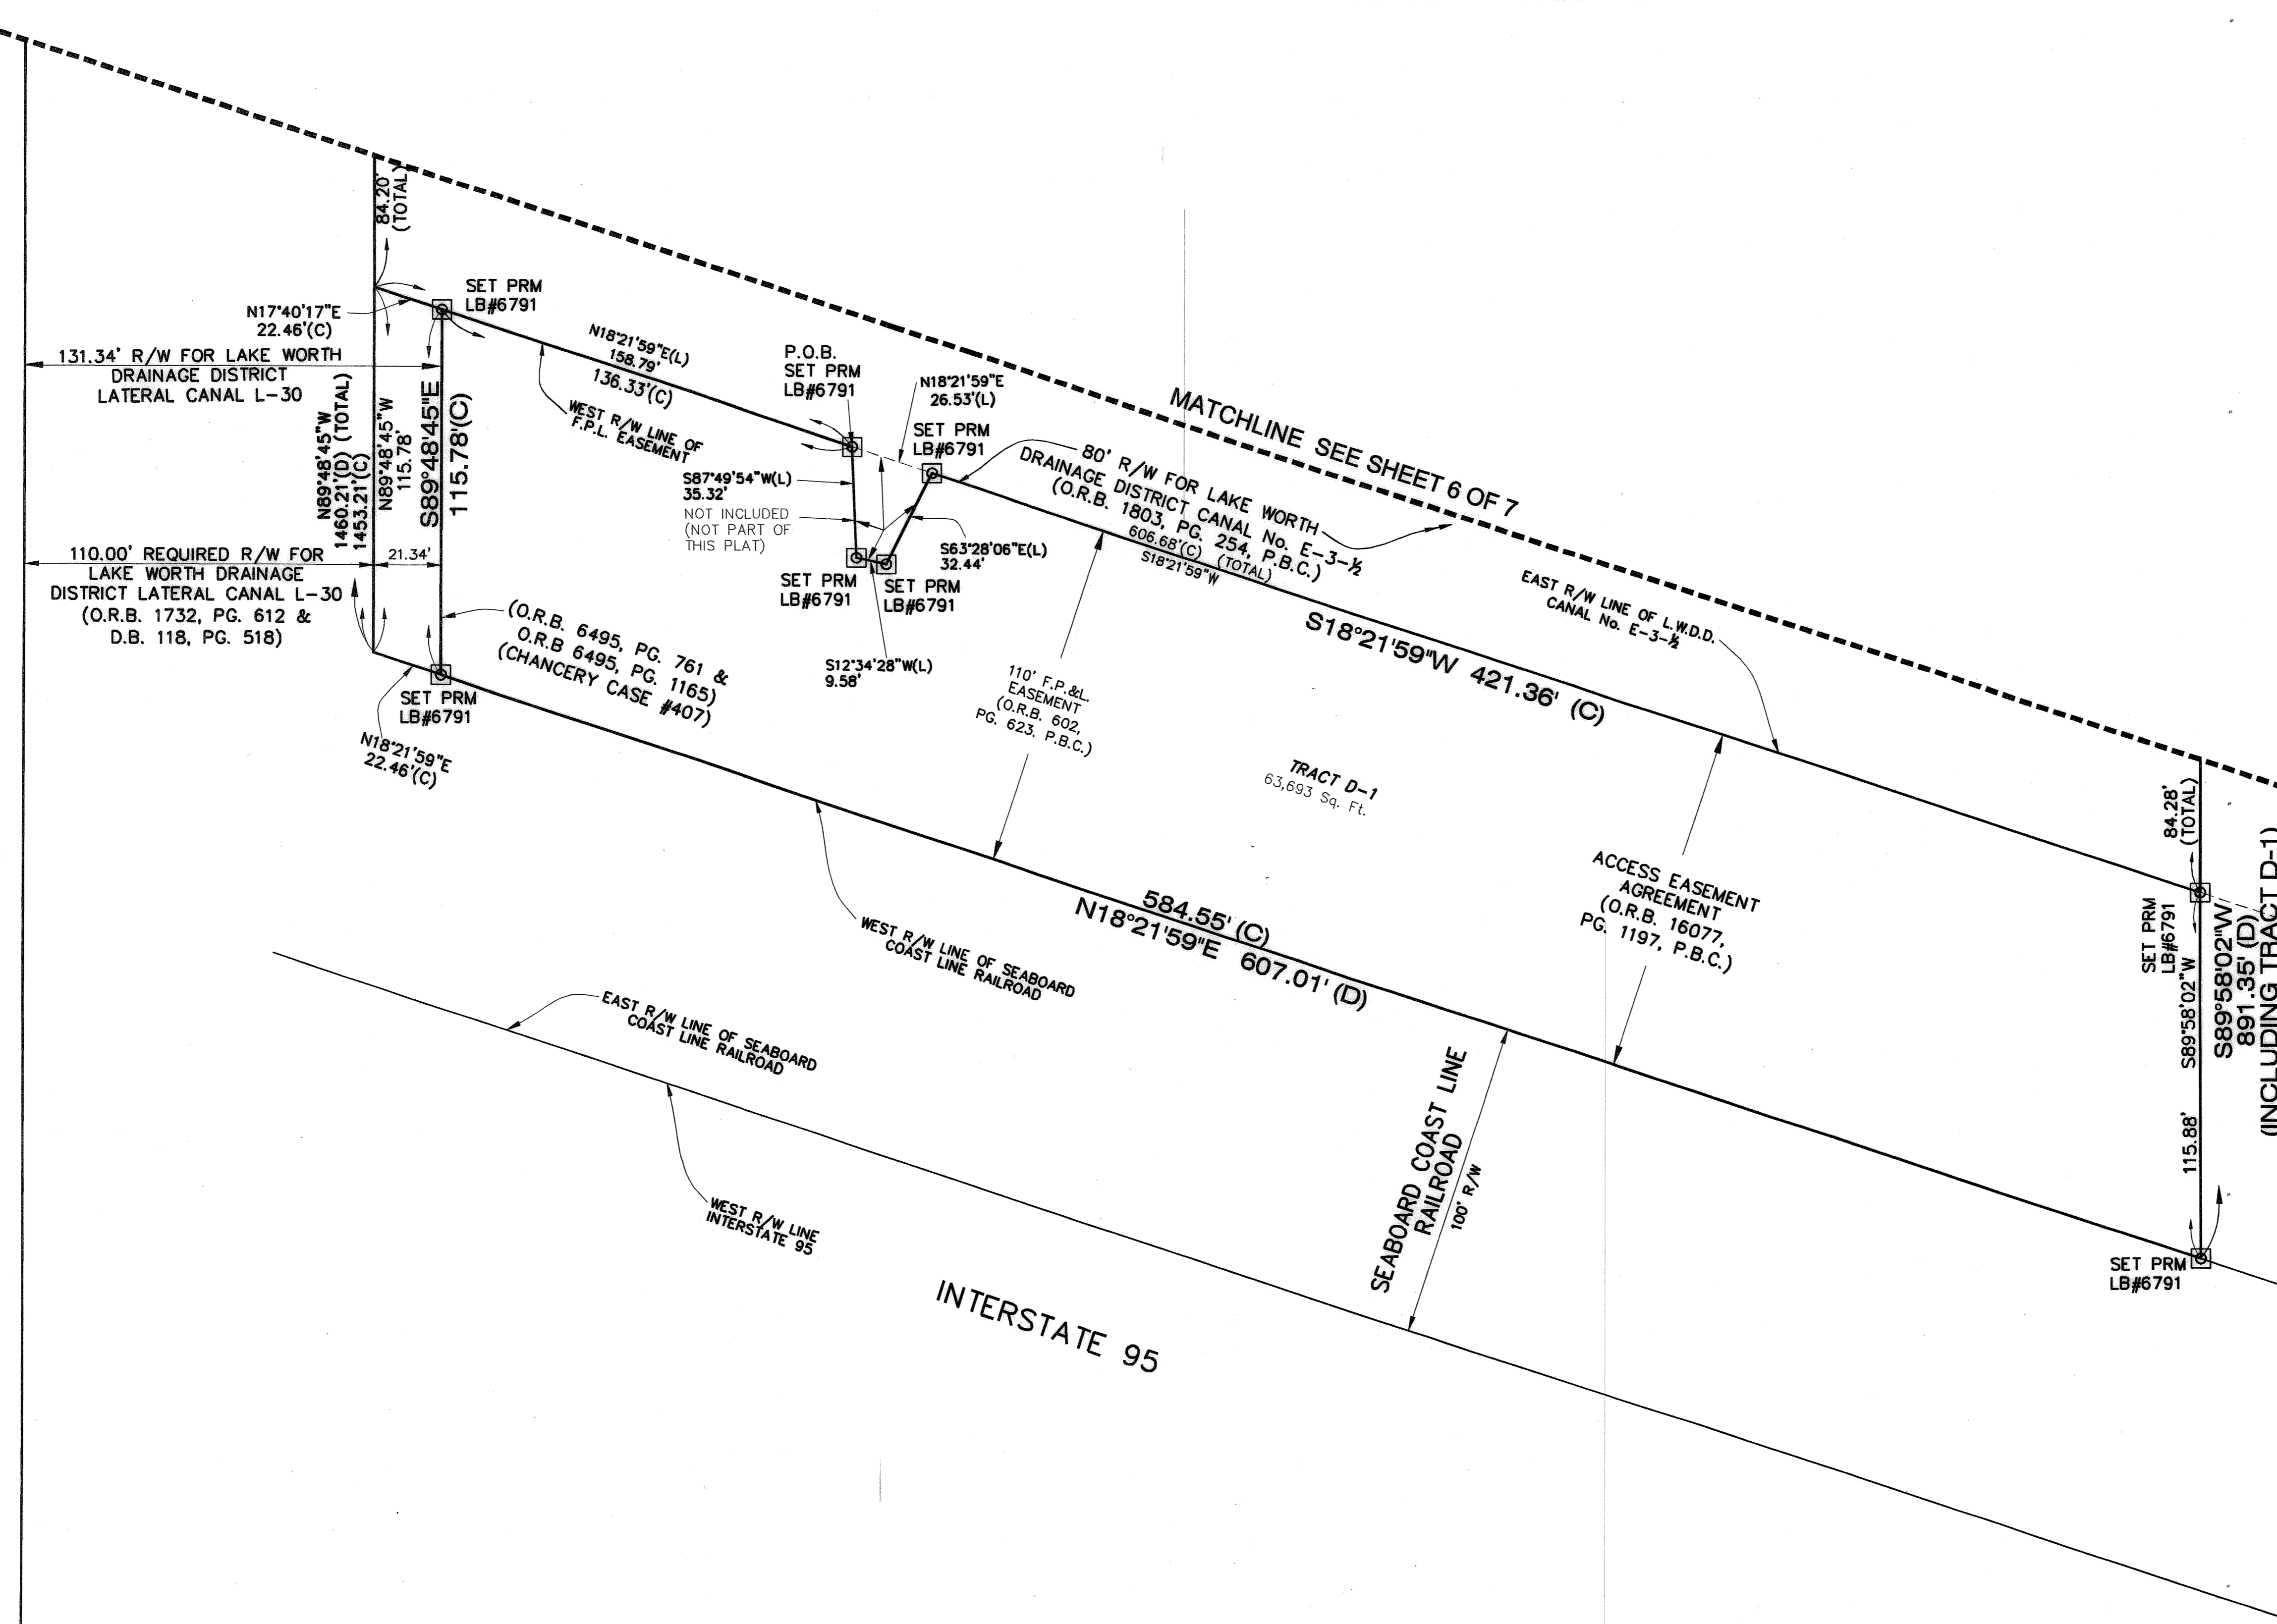 84.20'
(TOTAL)
SET PRM
LB#6791
N17°40'17"E
22.46'(C)
131.34' R/W FOR LAKE WORTH
DRAINAGE DISTRICT
LATERAL CANAL L-30
N89°48'45"W
1460.21'(D) (TOTAL)
1453.21'(C)
N89°48'45"W
115.78'
S89°48'45"E
115.78'(C)
110.00' REQUIRED R/W FOR
LAKE WORTH DRAINAGE
DISTRICT LATERAL CANAL L-30
(O.R.B. 1732, PG. 612 &
D.B. 118, PG. 518)
21.34'
N18°21'59"E(L)
158.79'
136.33'(C)
WEST R/W LINE OF
F.P.L. EASEMENT
P.O.B.
SET PRM
LB#6791
N18°21'59"E
26.53'(L)
SET PRM
LB#6791
S87°49'54"W(L)
35.32'
NOT INCLUDED
(NOT PART OF
THIS PLAT)
S63°28'06"E(L)
32.44'
SET PRM
LB#6791
SET PRM
LB#6791
S12°34'28"W(L)
9.58'
MATCHLINE SEE SHEET 6 OF 7
80' R/W FOR LAKE WORTH
DRAINAGE DISTRICT CANAL No. E-3-½
(O.R.B. 1803, PG. 254, P.B.C.)
606.68'(C) (TOTAL)
S18°21'59"W
EAST R/W LINE OF L.W.D.D.
CANAL No. E-3-½
S18°21'59"W 421.36' (C)
(O.R.B. 6495, PG. 761 &
O.R.B 6495, PG. 1165)
(CHANCERY CASE #407)
SET PRM
LB#6791
N18°21'59"E
22.46'(C)
110' F.P.&L.
EASEMENT
(O.R.B. 602,
PG. 623, P.B.C.)
TRACT D-1
63,693 Sq. Ft.
ACCESS EASEMENT
AGREEMENT
(O.R.B. 16077,
PG. 1197, P.B.C.)
84.28'
(TOTAL)
SET PRM
LB#6791
S89°58'02"W
115.88'
S89°58'02"W
891.35' (D)
(INCLUDING TRACT D-1)
584.55' (C)
N18°21'59"E 607.01' (D)
WEST R/W LINE OF SEABOARD
COAST LINE RAILROAD
EAST R/W LINE OF SEABOARD
COAST LINE RAILROAD
SEABOARD COAST LINE
RAILROAD
100' R/W
WEST R/W LINE
INTERSTATE 95
SET PRM
LB#6791
INTERSTATE 95